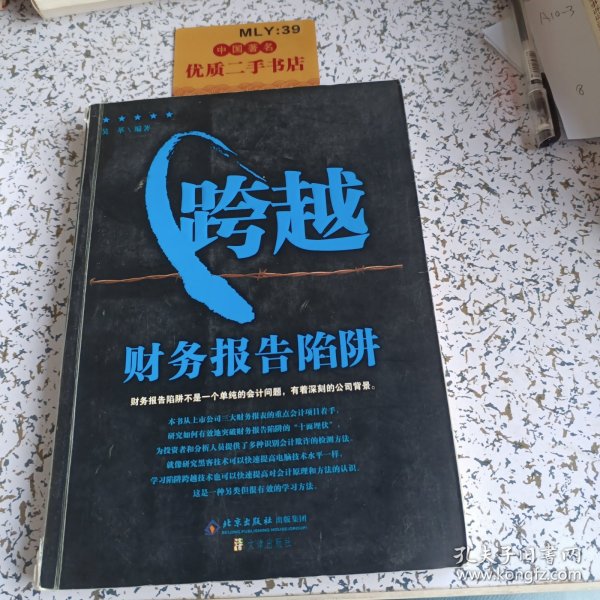 MLY:39
中国著名
优质二手书店
A10-3
8
吴革\编著
跨越
财务报告陷阱
财务报告陷阱不是一个单纯的会计问题，有着深刻的公司背景。
本书从上市公司三大财务报表的重点会计项目着手，
研究如何有效地突破财务报告陷阱的“十面埋伏”，
为投资者和分析人员提供了多种识别会计欺诈的检测方法。
就像研究黑客技术可以快速提高电脑技术水平一样，
学习陷阱跨越技术也可以快速提高对会计原理和方法的认识，
这是一种另类但很有效的学习方法。
北京出版社 出版集团
BEIJING PUBLISHING HOUSE(GROUP)
文津出版社
孔夫子旧书网
www.kongfz.com